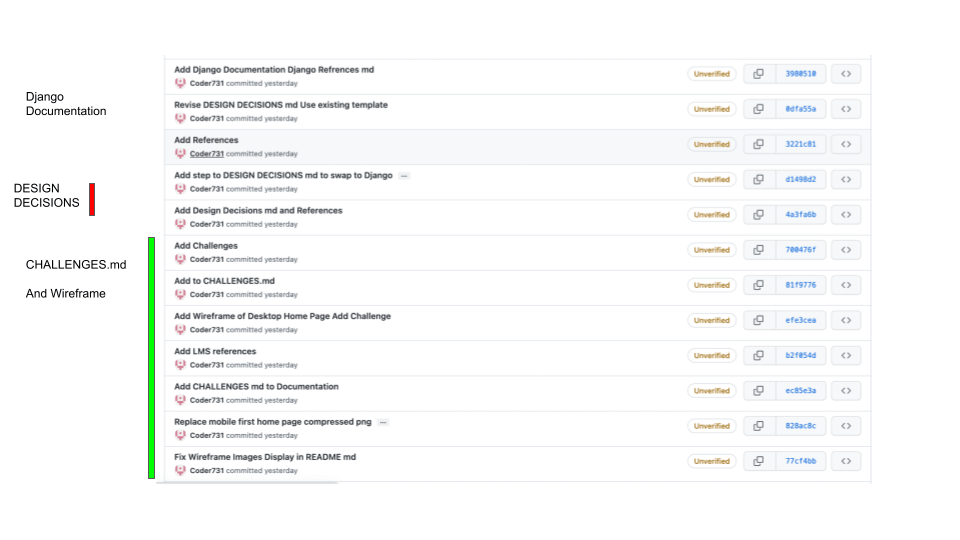 Django
Documentation
DESIGN
DECISIONS
CHALLENGES.md
And Wireframe
Add Django Documentation Django Refrences md
Coder731 committed yesterday
Unverified
3980510
Revise DESIGN DECISIONS md Use existing template
Coder731 committed yesterday
Unverified
0dfa55a
Add References
Coder731 committed yesterday
Unverified
3221c81
Add step to DESIGN DECISIONS md to swap to Django
Coder731 committed yesterday
Unverified
d1498d2
Add Design Decisions md and References
Coder731 committed yesterday
Unverified
4a3fa6b
Add Challenges
Coder731 committed yesterday
Unverified
700476f
Add to CHALLENGES.md
Coder731 committed yesterday
Unverified
81f9776
Add Wireframe of Desktop Home Page Add Challenge
Coder731 committed yesterday
Unverified
efe3cea
Add LMS references
Coder731 committed yesterday
Unverified
b2f054d
Add CHALLENGES md to Documentation
Coder731 committed yesterday
Unverified
ec85e3a
Replace mobile first home page compressed png
Coder731 committed yesterday
Unverified
828ac8c
Fix Wireframe Images Display in README md
Coder731 committed yesterday
Unverified
77cf4bb